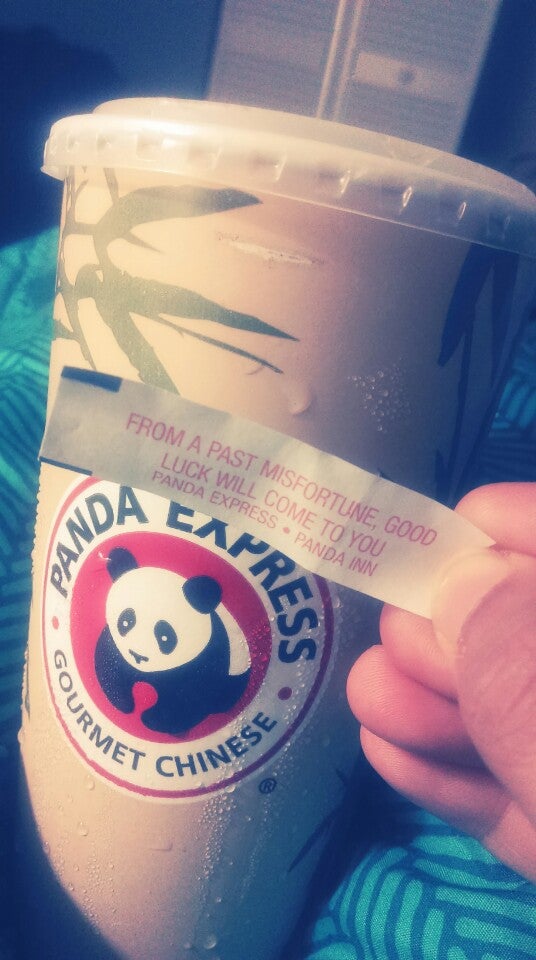 FROM A PAST MISFORTUNE, GOOD
LUCK WILL COME TO YOU
PANDA EXPRESS • PANDA INN
PANDA EXPRESS
GOURMET CHINESE
®